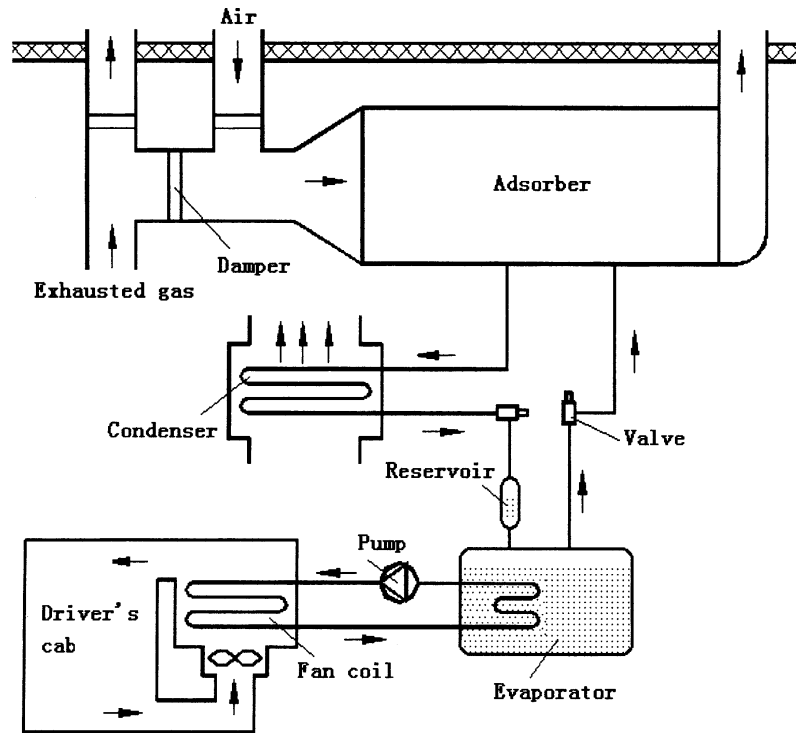 Air
Adsorber
Damper
Exhausted gas
Condenser
Valve
Reservoir
Pump
Driver's
cab
Fan coil
Evaporator